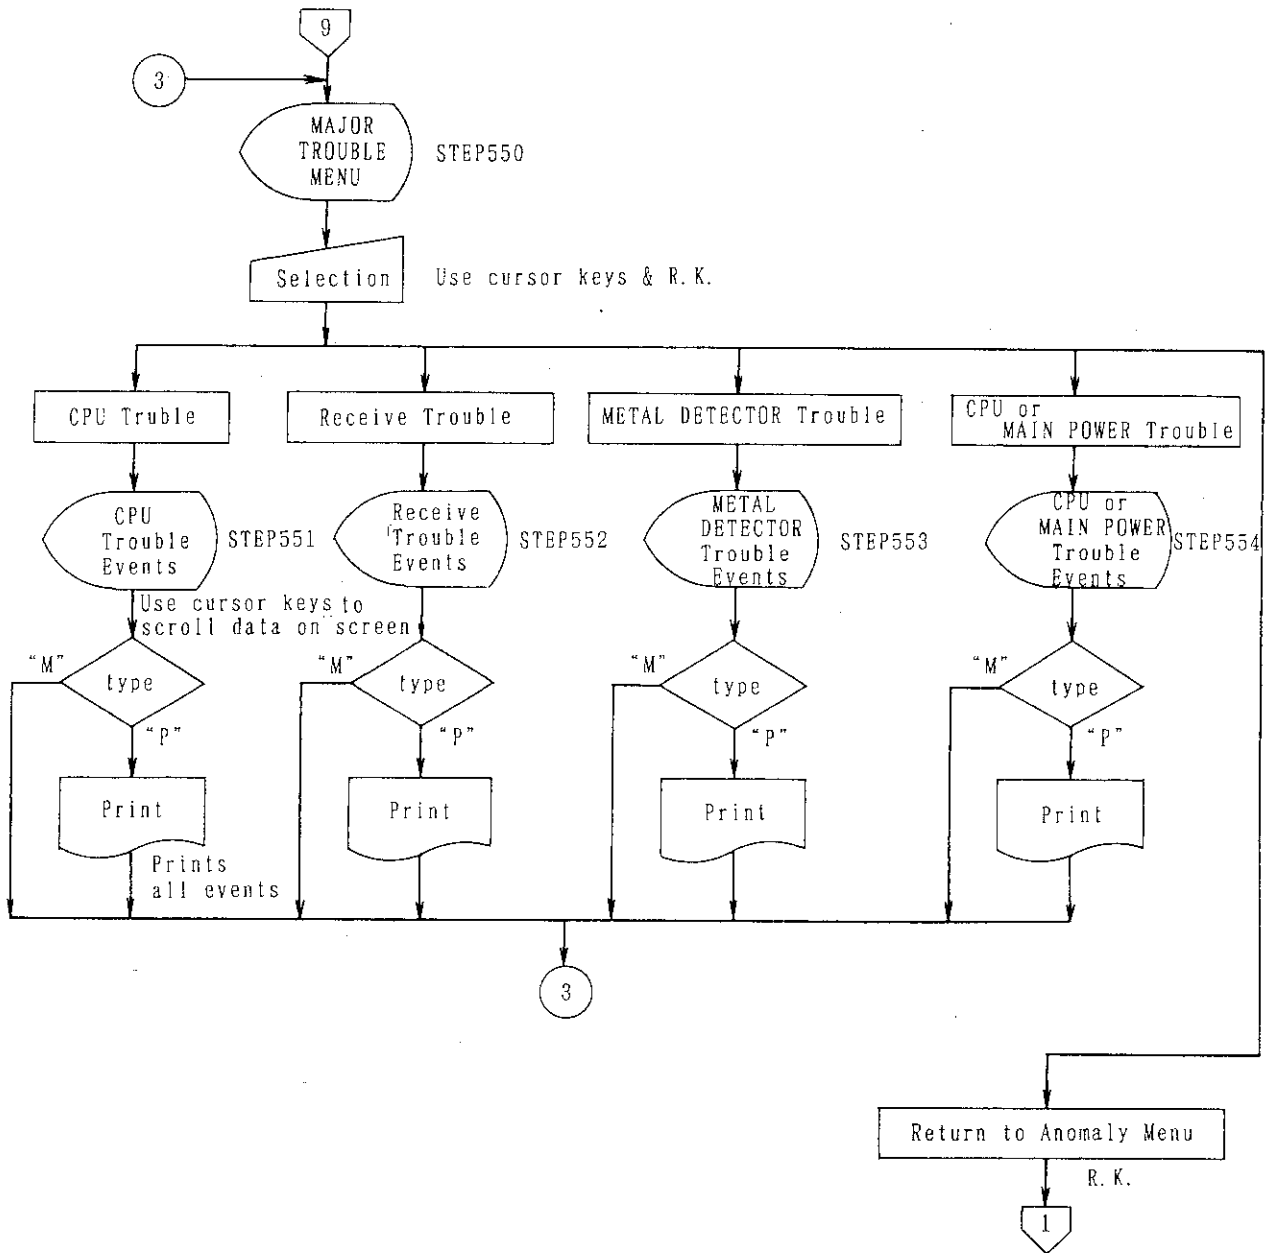 9
3
MAJOR
TROUBLE
MENU
STEP550
Selection
Use cursor keys & R.K.
CPU Truble
Receive Trouble
METAL DETECTOR Trouble
CPU or
MAIN POWER Trouble
CPU
Trouble
Events
STEP551
Receive
Trouble
Events
STEP552
METAL
DETECTOR
Trouble
Events
STEP553
CPU or
MAIN POWER
Trouble
Events
STEP554
Use cursor keys to
scroll data on screen
"M"
type
"P"
"M"
type
"P"
"M"
type
"P"
"M"
type
"P"
Print
Print
Print
Print
Prints
all events
3
Return to Anomaly Menu
R.K.
1